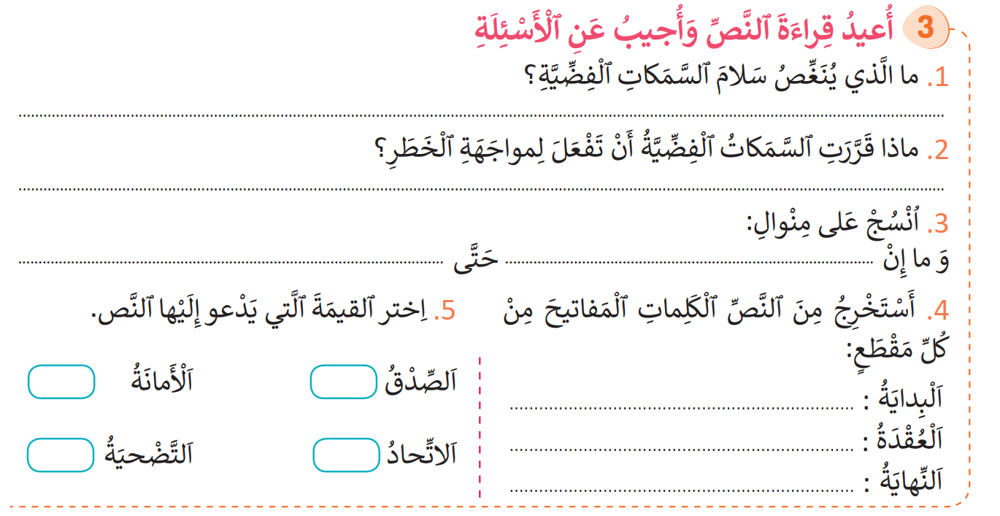 3 أُعيدُ قِراءَةَ ٱلنَّصِّ وَأُجيبُ عَنِ ٱلْأَسْئِلَةِ
1. ما الَّذي يُنَغِّصُ سَلامَ ٱلسَّمَكاتِ ٱلْفِضِّيَّةِ؟
2. ماذا قَرَّرَتِ ٱلسَّمَكاتُ ٱلْفِضِّيَّةُ أَنْ تَفْعَلَ لِمواجَهَةِ ٱلْخَطَرِ؟
3. اُنْسُجْ عَلى مِنْوالِ:
وَ ما إِنْ ........ حَتَّى ........
4. أَسْتَخْرِجُ مِنَ ٱلنَّصِّ ٱلْكَلِماتِ ٱلْمَفاتيحَ مِنْ
كُلِّ مَقْطَعٍ:
اَلْبِدايَةُ : ........
اَلْعُقْدَةُ : ........
اَلنِّهايَةُ : ........
5. اِختر ٱلقيمَةَ ٱلَّتي يَدْعو إِلَيْها ٱلنَّص.
اَلصِّدْقُ اَلْأَمانَةُ
اَلاتِّحادُ اَلتَّضْحيَةُ